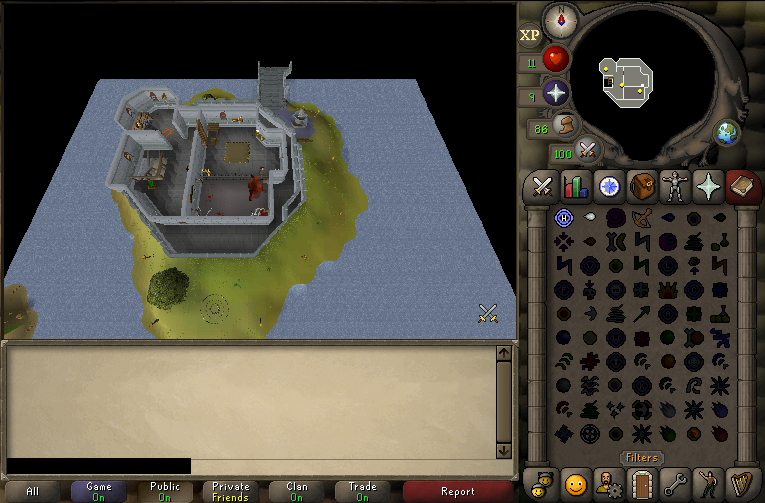 N
XP
11
9
86
100
Filters
All
Game
On
Public
On
Private
Friends
Clan
On
Trade
On
Report